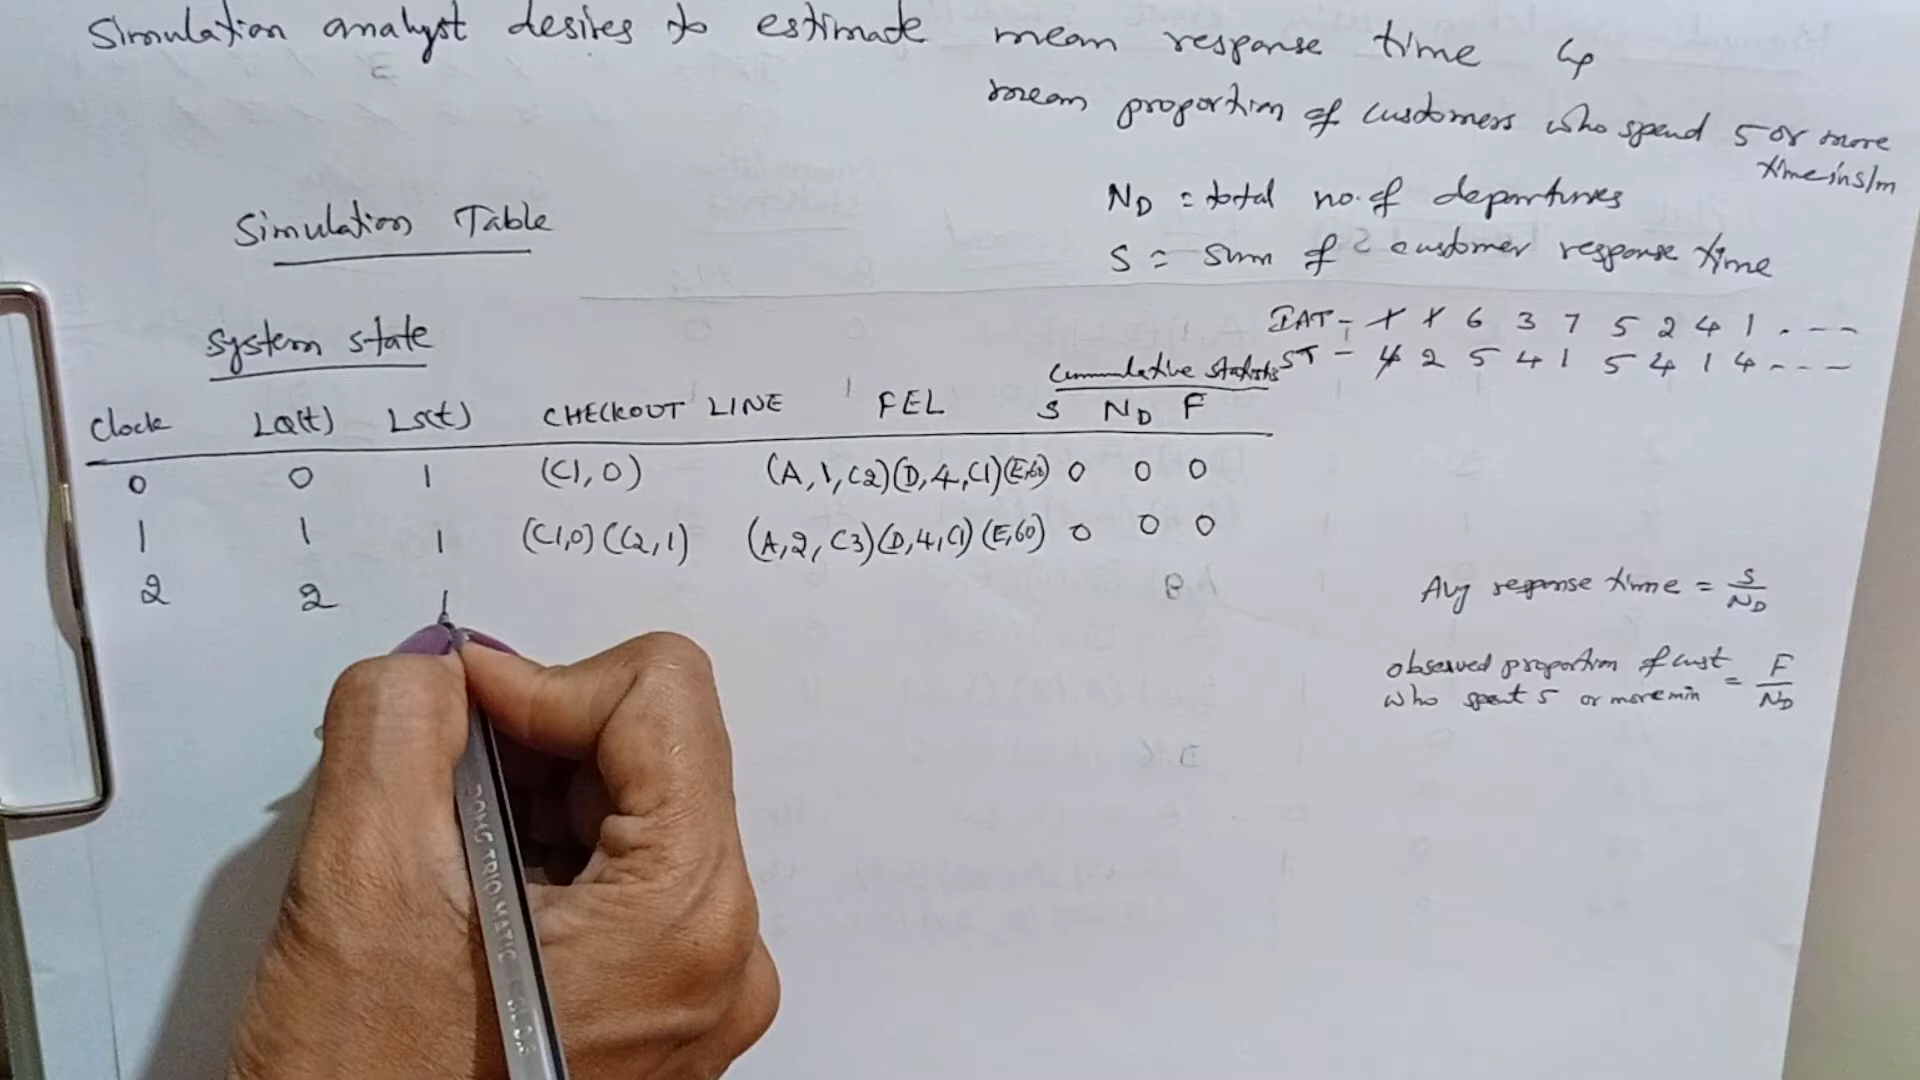 Simulation analyst desires to estimate mean response time &
mean proportion of customers who spend 5 or more
time in s/m
ND = total no. of departures
S = sum of customer response time
Simulation Table
IAT - 1 1 6 3 7 5 2 4 1 . - - -
ST - 4 2 5 4 1 5 4 1 4 - - - -
System state
Cummulative Statistics
Clock LQ(t) LS(t) CHECKOUT LINE FEL S ND F
0 0 1 (C1,0) (A,1,C2)(D,4,C1)(E,60) 0 0 0
1 1 1 (C1,0)(C2,1) (A,2,C3)(D,4,C1)(E,60) 0 0 0
2 2 1
Avg response time = S/ND
observed proportion of cust
who spent 5 or more min = F/ND